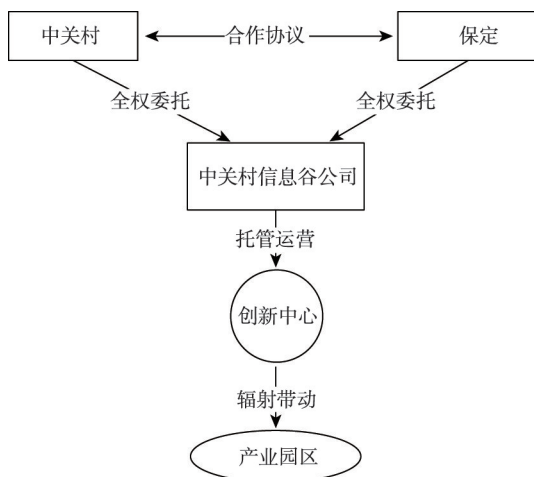 中关村
合作协议
保定
全权委托
全权委托
中关村信息谷公司
托管运营
创新中心
辐射带动
产业园区